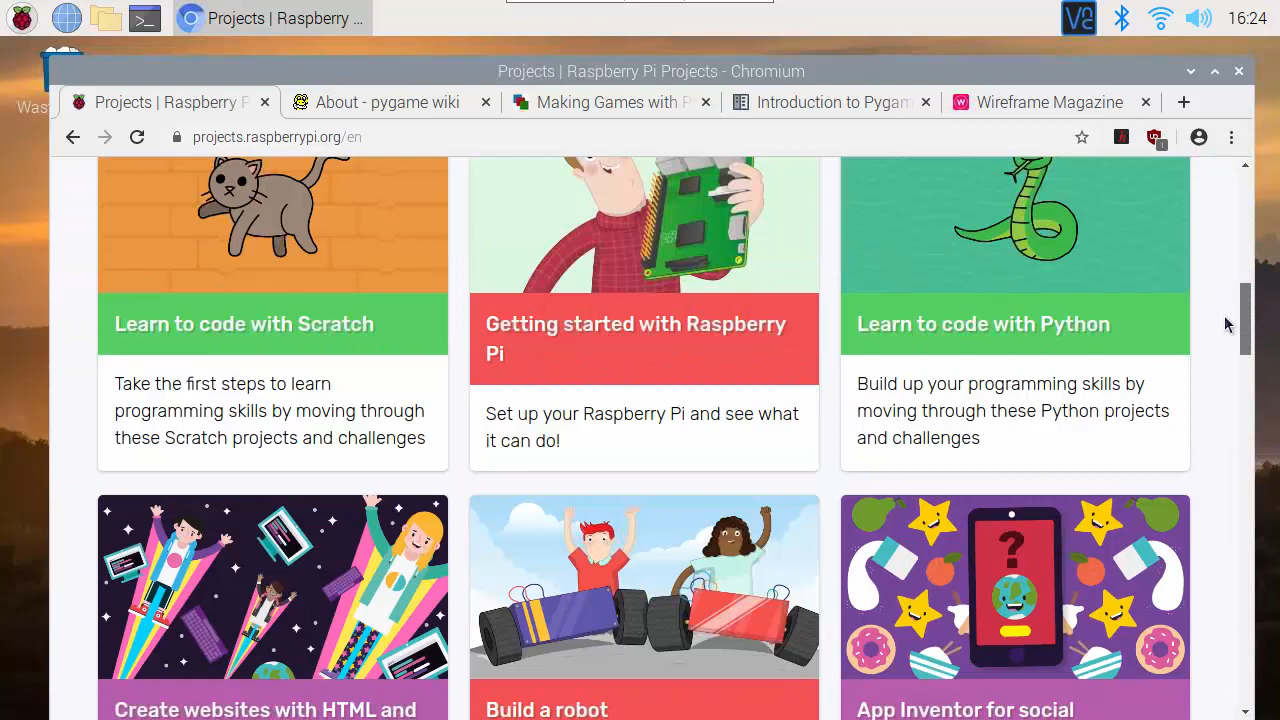 Projects | Raspberry ...
VNC
16:24
Projects | Raspberry Pi Projects - Chromium
Projects | Raspberry P
About - pygame wiki
Making Games with P
Introduction to Pygam
Wireframe Magazine
projects.raspberrypi.org/en
1
Learn to code with Scratch
Getting started with Raspberry
Pi
Learn to code with Python
Take the first steps to learn
programming skills by moving through
these Scratch projects and challenges
Set up your Raspberry Pi and see what
it can do!
Build up your programming skills by
moving through these Python projects
and challenges
?
Create websites with HTML and
Build a robot
App Inventor for social